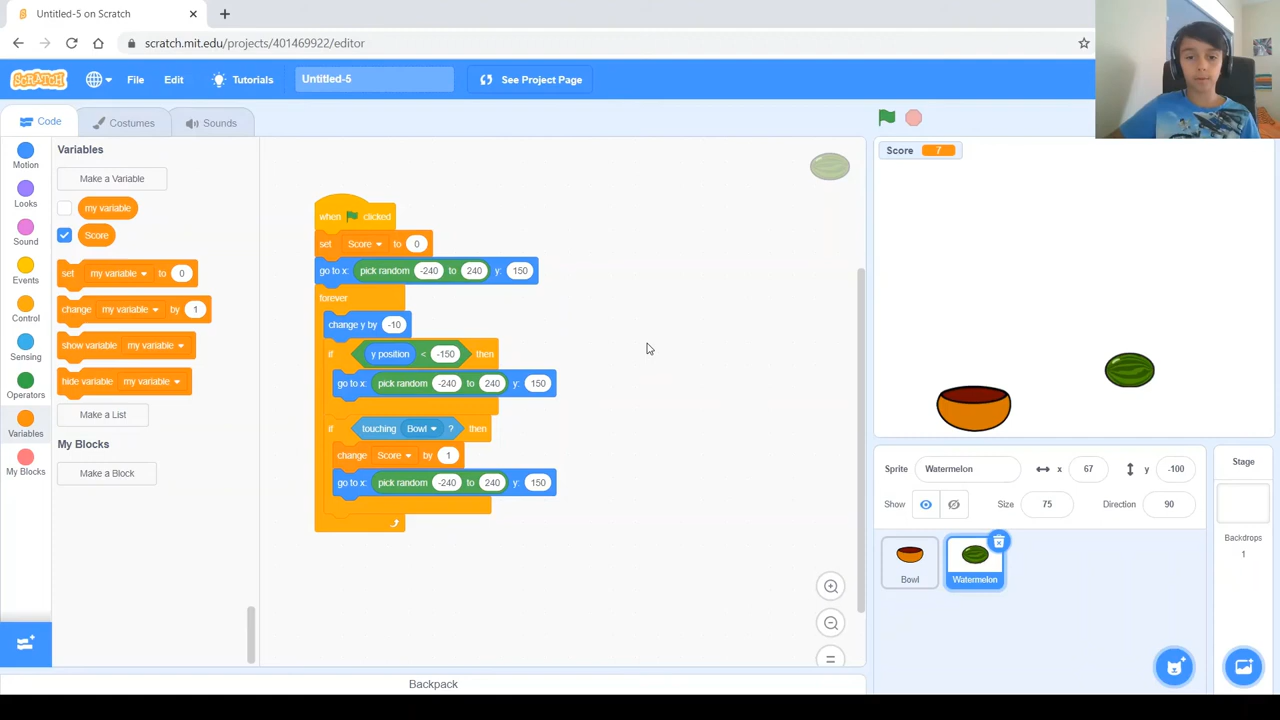 Untitled-5 on Scratch
scratch.mit.edu/projects/401469922/editor
SCRATCH
File
Edit
Tutorials
Untitled-5
See Project Page
Code
Costumes
Sounds
Motion
Looks
Sound
Events
Control
Sensing
Operators
Variables
My Blocks
Variables
Make a Variable
my variable
Score
set my variable to 0
change my variable by 1
show variable my variable
hide variable my variable
Make a List
My Blocks
Make a Block
when clicked
set Score to 0
go to x: pick random -240 to 240 y: 150
forever
change y by -10
if y position < -150 then
go to x: pick random -240 to 240 y: 150
if touching Bowl ? then
change Score by 1
go to x: pick random -240 to 240 y: 150
Backpack
Score 7
Sprite Watermelon x 67 y -100
Show Size 75 Direction 90
Bowl
Watermelon
Stage
Backdrops
1